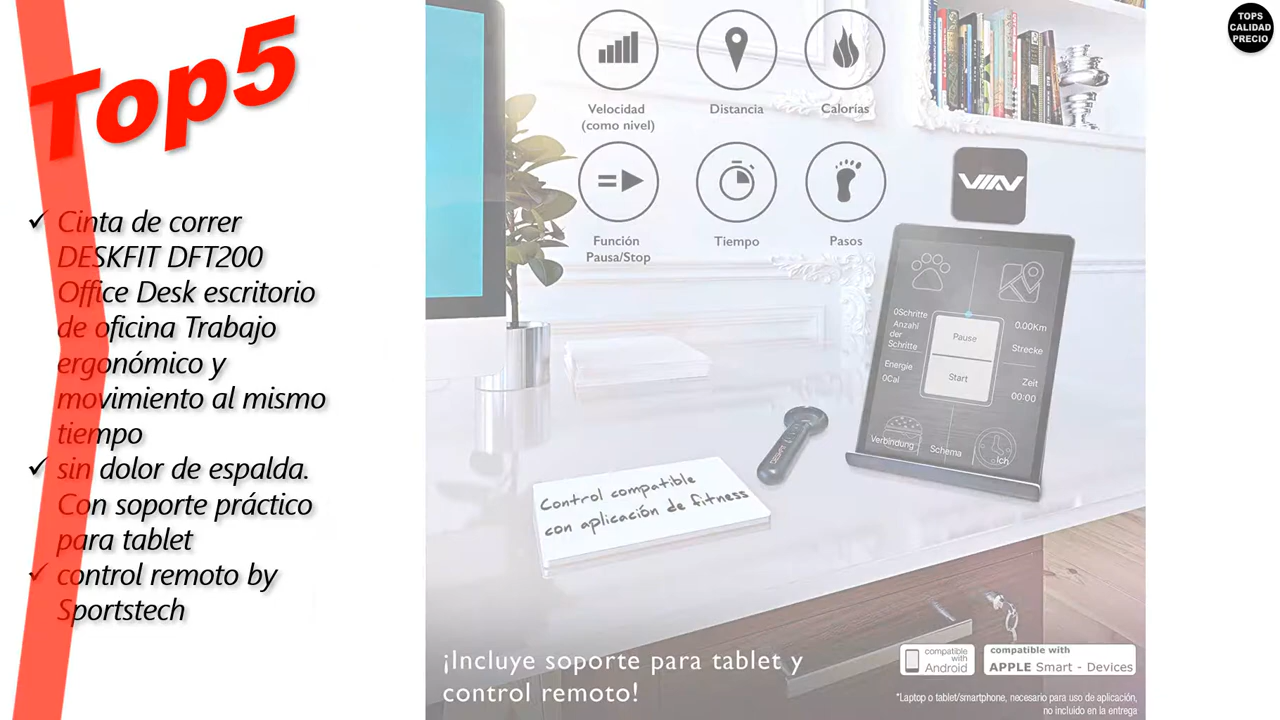 Top5
✓ Cinta de correr
DESKFIT DFT200
Office Desk escritorio
de oficina Trabajo
ergonómico y
movimiento al mismo
tiempo
✓ sin dolor de espalda.
Con soporte práctico
para tablet
✓ control remoto by
Sportstech
TOPS
CALIDAD
PRECIO
Velocidad
(como nivel)
Distancia
Calorías
Función
Pausa/Stop
Tiempo
Pasos
0Schritte
Anzahl
der
Schritte
Energie
0Cal
Pause
Start
0.00Km
Strecke
Zeit
00:00
Verbindung
Schema
Ich
Control compatible
con aplicación de fitness
¡Incluye soporte para tablet y
control remoto!
compatible
with
Android
compatible with
APPLE Smart - Devices
*Laptop o tablet/smartphone, necesario para uso de aplicación,
no incluido en la entrega